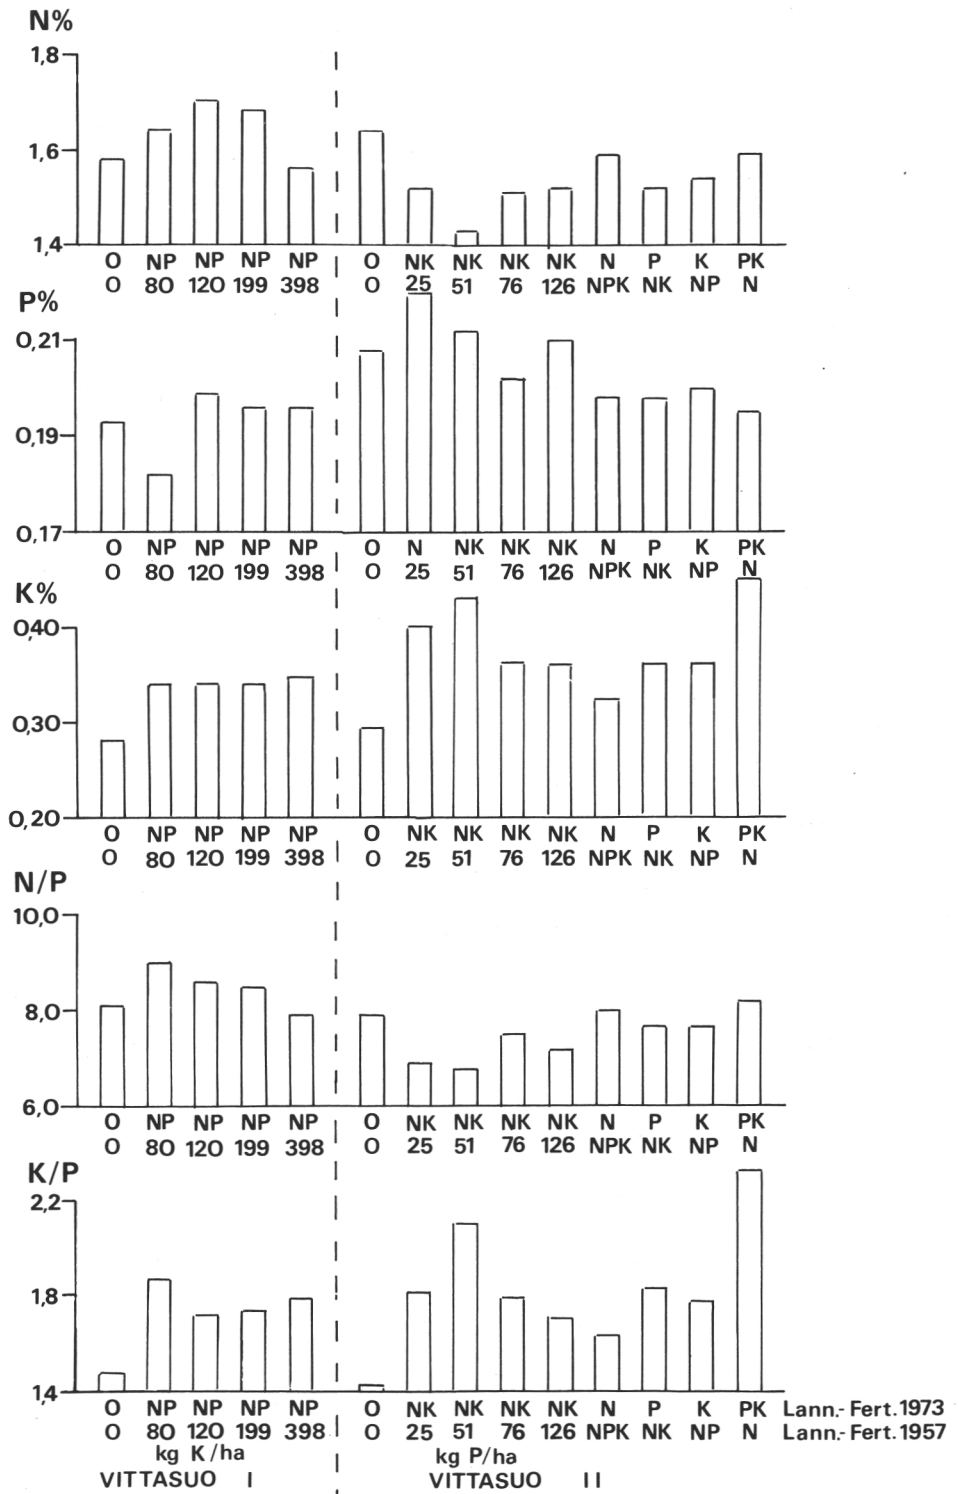 N%
1,8
1,6
1,4
O NP NP NP NP O NK NK NK NK N P K PK
O 80 120 199 398 O 25 51 76 126 NPK NK NP N
P%
0,21
0,19
0,17
O NP NP NP NP O N NK NK NK N P K PK
O 80 120 199 398 O 25 51 76 126 NPK NK NP N
K%
0,40
0,30
0,20
O NP NP NP NP O NK NK NK NK N P K PK
O 80 120 199 398 O 25 51 76 126 NPK NK NP N
N/P
10,0
8,0
6,0
O NP NP NP NP O NK NK NK NK N P K PK
O 80 120 199 398 O 25 51 76 126 NPK NK NP N
K/P
2,2
1,8
1,4
O NP NP NP NP O NK NK NK NK N P K PK Lann.- Fert.1973
O 80 120 199 398 O 25 51 76 126 NPK NK NP N Lann.- Fert.1957
kg K/ha kg P/ha
VITTASUO I VITTASUO II